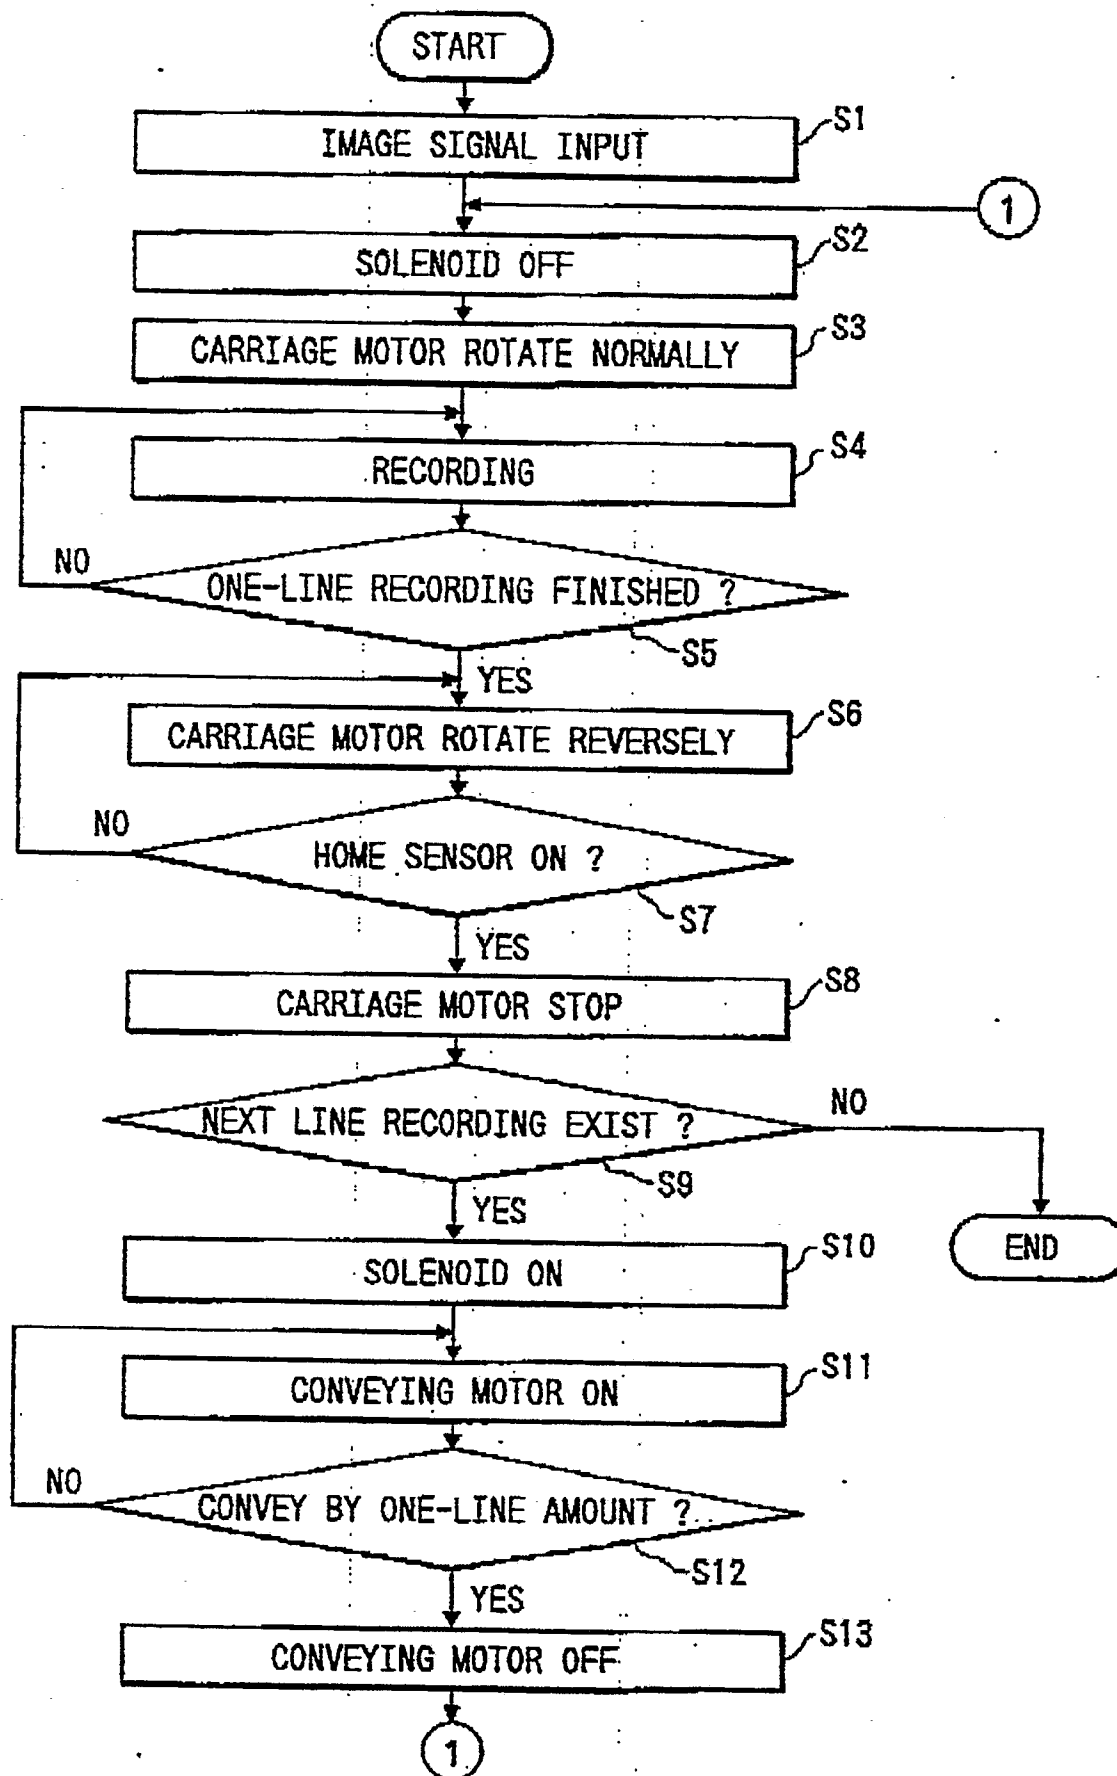 START
IMAGE SIGNAL INPUT
S1
1
SOLENOID OFF
S2
CARRIAGE MOTOR ROTATE NORMALLY
S3
RECORDING
S4
NO
ONE-LINE RECORDING FINISHED ?
S5
YES
CARRIAGE MOTOR ROTATE REVERSELY
S6
NO
HOME SENSOR ON ?
S7
YES
CARRIAGE MOTOR STOP
S8
NEXT LINE RECORDING EXIST ?
NO
S9
YES
END
SOLENOID ON
S10
CONVEYING MOTOR ON
S11
NO
CONVEY BY ONE-LINE AMOUNT ?
S12
YES
CONVEYING MOTOR OFF
S13
1